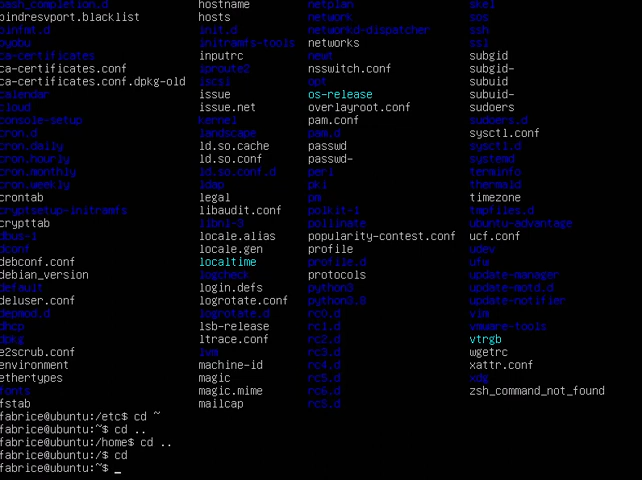 bash_completion.d hostname netplan skel
bindresvport.blacklist hosts network sos
binfmt.d init.d networkd-dispatcher ssh
byobu initramfs-tools networks ssl
ca-certificates inputrc newt subgid
ca-certificates.conf iproute2 nsswitch.conf subgid-
ca-certificates.conf.dpkg-old iscsi opt subuid
calendar issue os-release subuid-
cloud issue.net overlayroot.conf sudoers
console-setup kernel pam.conf sudoers.d
cron.d landscape pam.d sysctl.conf
cron.daily ld.so.cache passwd sysctl.d
cron.hourly ld.so.conf passwd- systemd
cron.monthly ld.so.conf.d perl terminfo
cron.weekly ldap pki thermald
crontab legal pm timezone
cryptsetup-initramfs libaudit.conf polkit-1 tmpfiles.d
crypttab libnl-3 pollinate ubuntu-advantage
dbus-1 locale.alias popularity-contest.conf ucf.conf
dconf locale.gen profile udev
debconf.conf localtime profile.d ufw
debian_version logcheck protocols update-manager
default login.defs python3 update-motd.d
deluser.conf logrotate.conf python3.8 update-notifier
depmod.d logrotate.d rc0.d vim
dhcp lsb-release rc1.d vmware-tools
dpkg ltrace.conf rc2.d vtrgb
e2scrub.conf lvm rc3.d wgetrc
environment machine-id rc4.d xattr.conf
ethertypes magic rc5.d xdg
fonts magic.mime rc6.d zsh_command_not_found
fstab mailcap rcS.d
fabrice@ubuntu:/etc$ cd ~
fabrice@ubuntu:~$ cd ..
fabrice@ubuntu:/home$ cd ..
fabrice@ubuntu:/$ cd
fabrice@ubuntu:~$ _